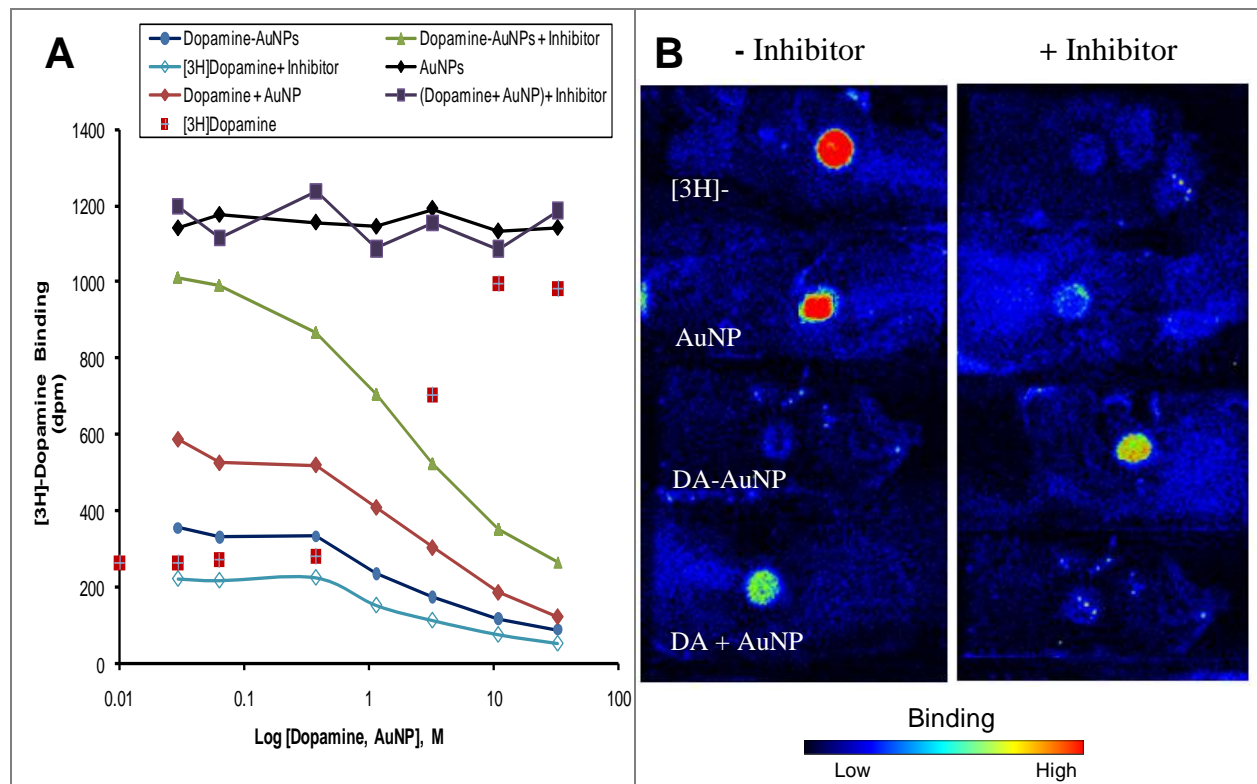 A
Dopamine-AuNPs
Dopamine-AuNPs + Inhibitor
[3H]Dopamine+ Inhibitor
AuNPs
Dopamine + AuNP
(Dopamine+ AuNP) + Inhibitor
[3H]Dopamine
[3H]-Dopamine Binding
(dpm)
1400
1200
1000
800
600
400
200
0
0.01
0.1
1
10
100
Log [Dopamine, AuNP], M
B
- Inhibitor
+ Inhibitor
[3H]-
AuNP
DA-AuNP
DA + AuNP
Binding
Low
High